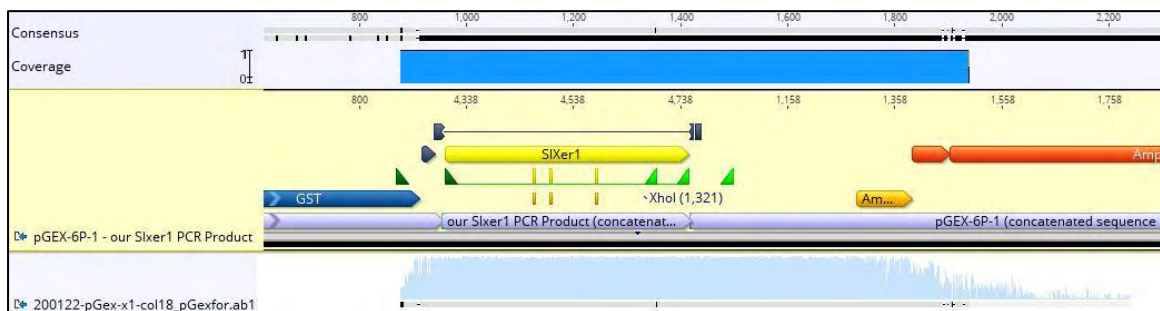 800 1,000 1,200 1,400 1,600 1,800 2,000 2,200
Consensus
Coverage
1
0
800 4,338 4,538 4,738 1,158 1,358 1,558 1,758
SlXer1
Amp
GST
XhoI (1,321)
Am...
our Slxer1 PCR Product (concatenat...
pGEX-6P-1 (concatenated sequence
pGEX-6P-1 - our Slxer1 PCR Product
200122-pGex-x1-col18_pGexfor.ab1